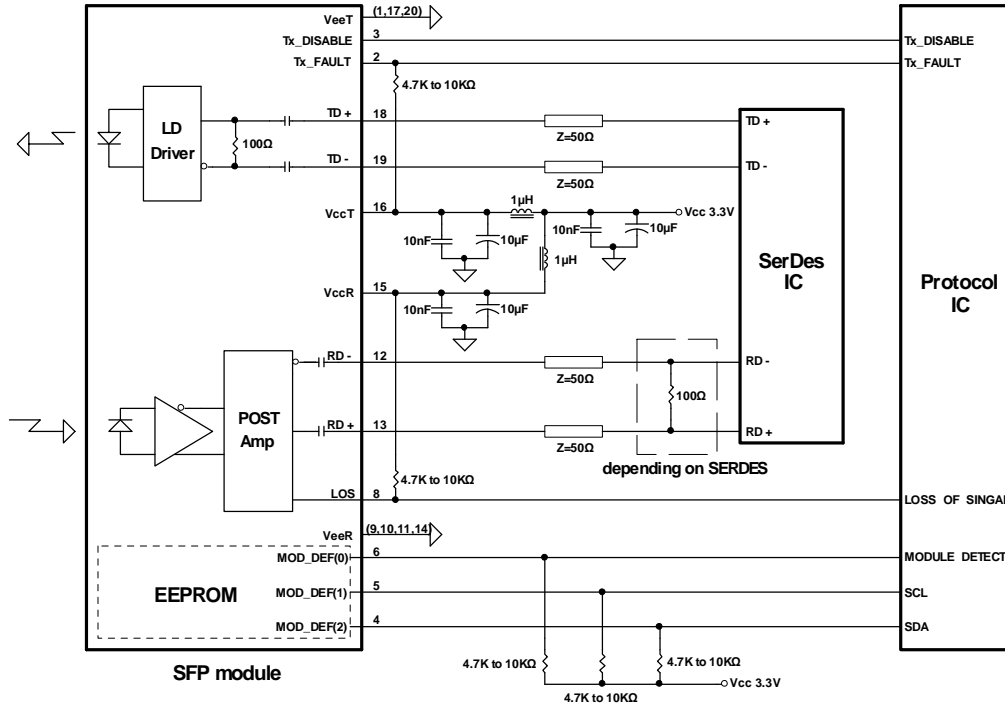 VeeT
(1,17,20)
Tx_DISABLE
3
Tx_DISABLE
Tx_FAULT
2
Tx_FAULT
4.7K to 10KΩ
LD
Driver
100Ω
TD +
18
Z=50Ω
TD +
TD -
19
Z=50Ω
TD -
VccT
16
1µH
Vcc 3.3V
10nF
10µF
10nF
10µF
1µH
SerDes
IC
Protocol
IC
VccR
15
10nF
10µF
RD -
12
Z=50Ω
RD -
100Ω
POST
Amp
RD +
13
Z=50Ω
RD +
depending on SERDES
4.7K to 10KΩ
LOS
8
LOSS OF SINGAL
VeeR
(9,10,11,14)
MOD_DEF(0)
6
MODULE DETECT
EEPROM
MOD_DEF(1)
5
SCL
MOD_DEF(2)
4
SDA
SFP module
4.7K to 10KΩ
4.7K to 10KΩ
4.7K to 10KΩ
Vcc 3.3V